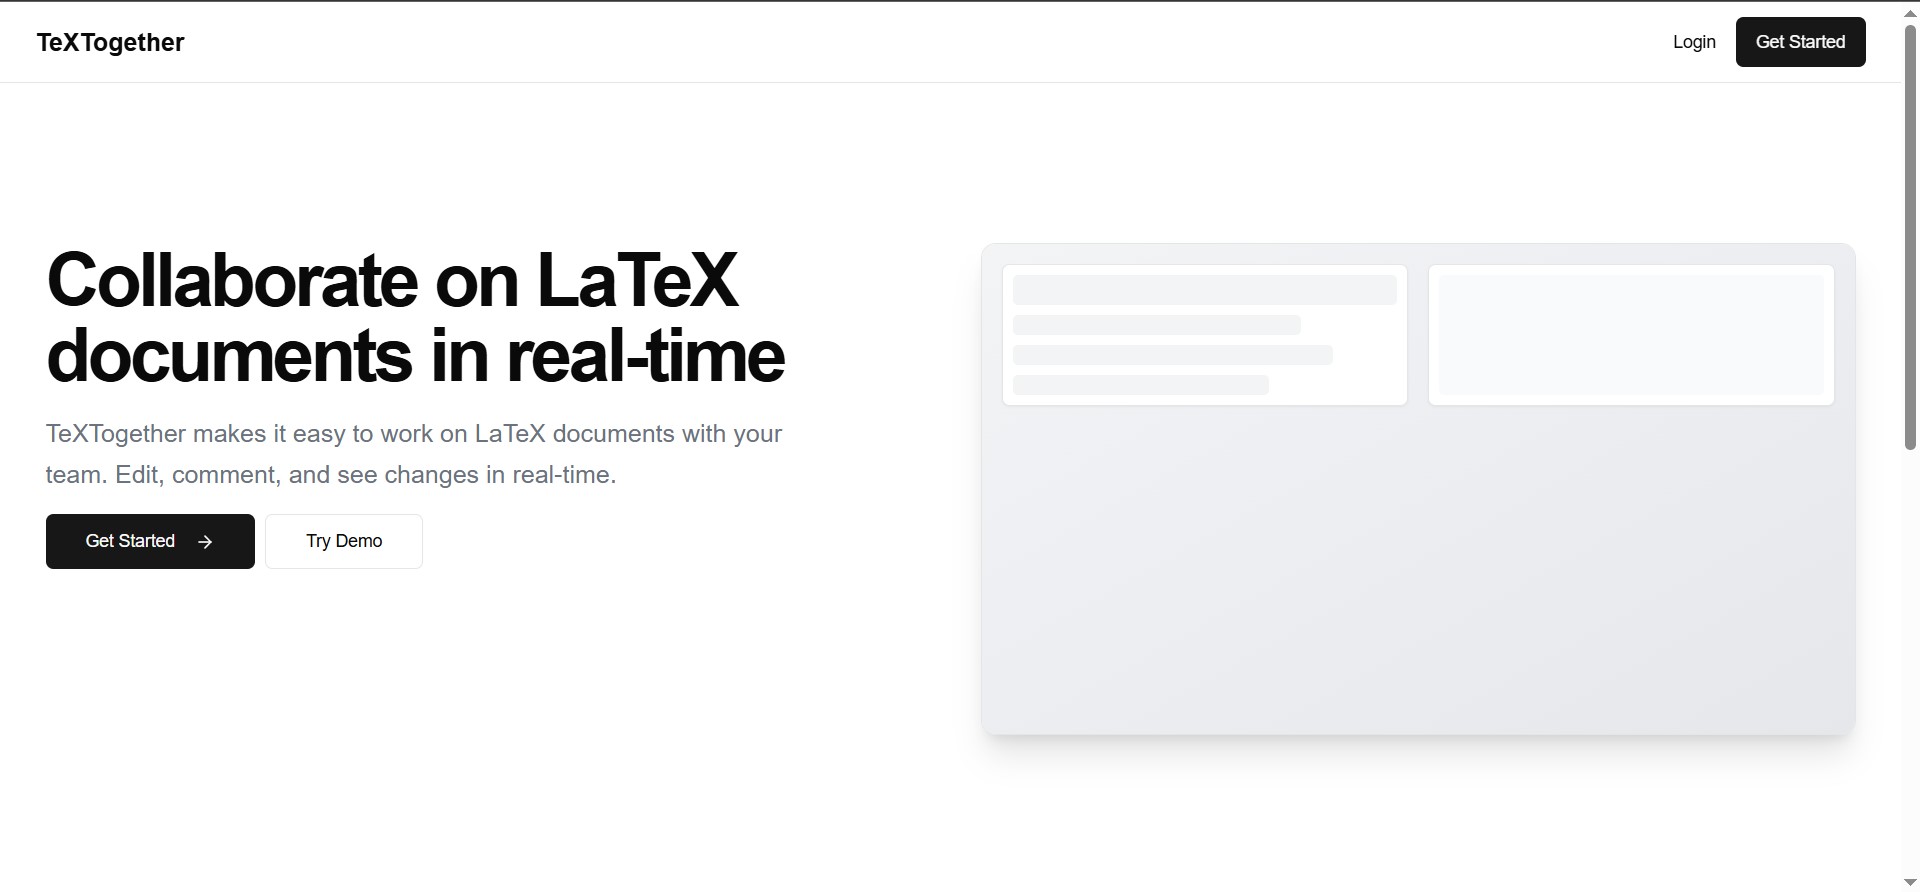 TeXTogether
Login
Get Started
Collaborate on LaTeX
documents in real-time
TeXTogether makes it easy to work on LaTeX documents with your
team. Edit, comment, and see changes in real-time.
Get Started →
Try Demo